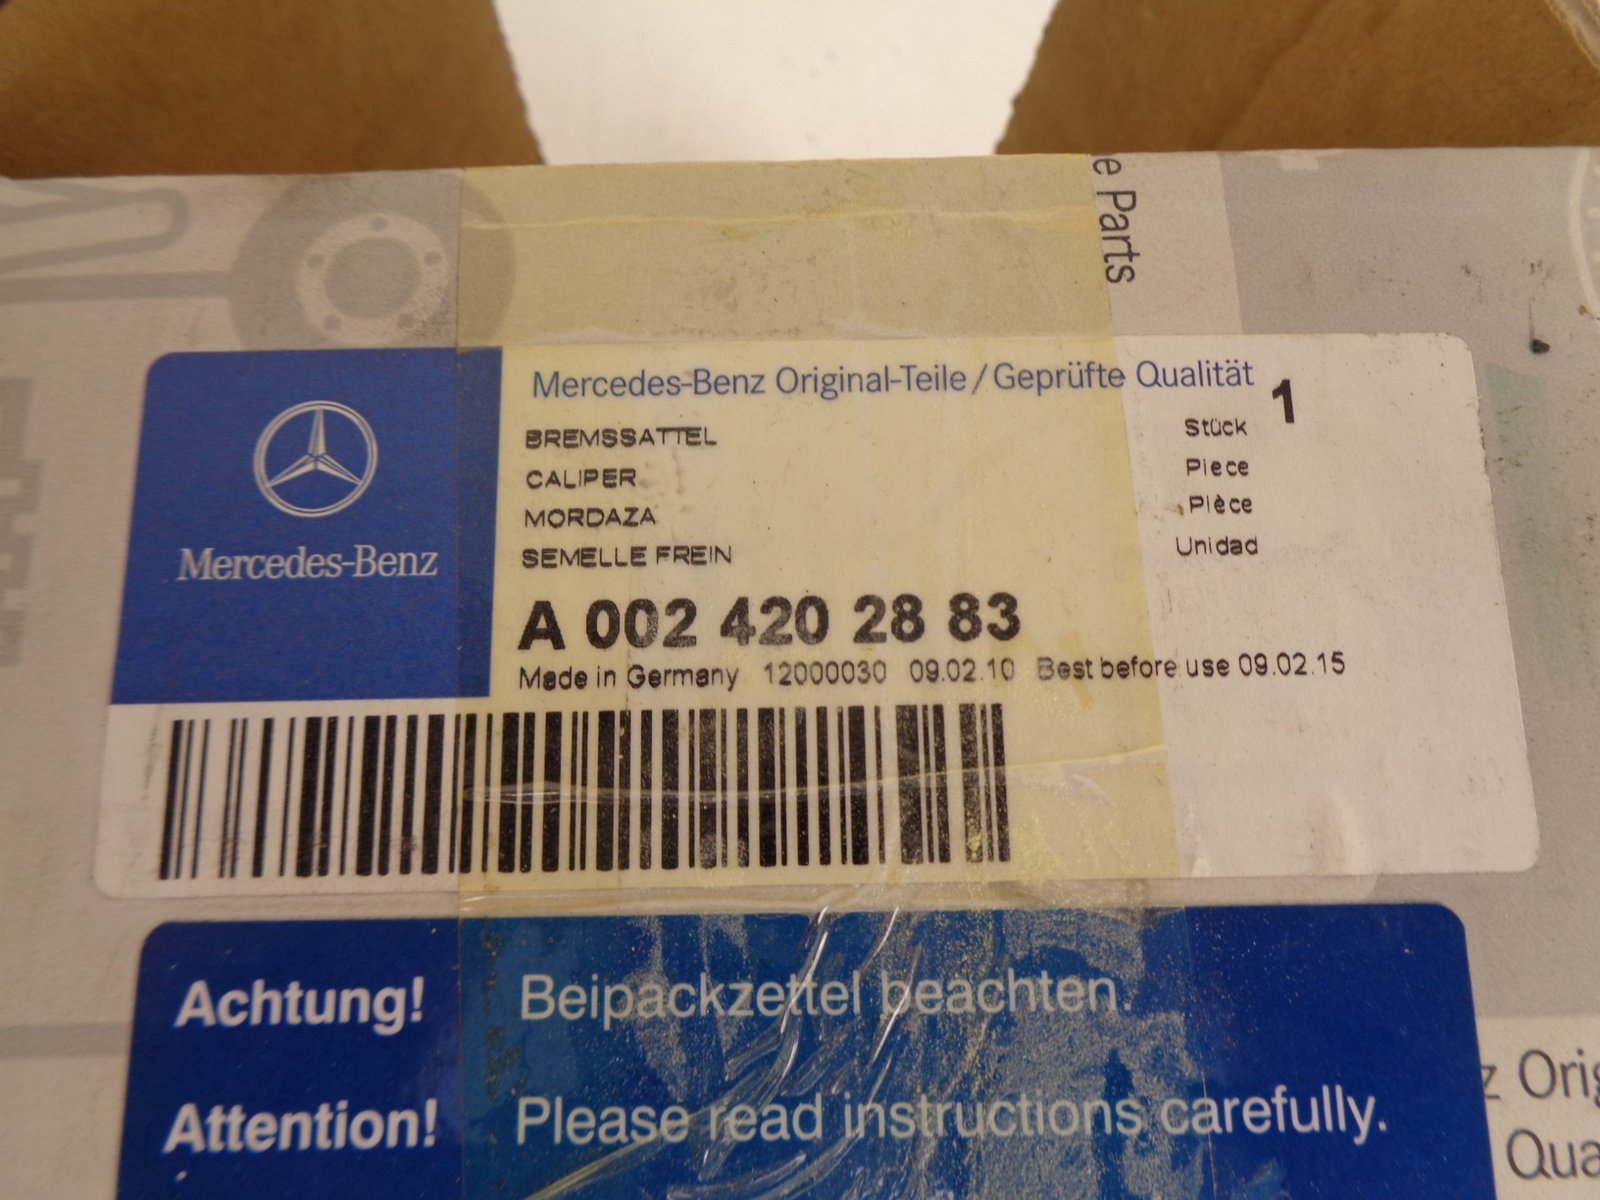 e Parts
Mercedes-Benz Original-Teile / Geprüfte Qualität
1
BREMSSATTEL
Stück
CALIPER
Piece
MORDAZA
Pièce
SEMELLE FREIN
Unidad
Mercedes-Benz
A 002 420 28 83
Made in Germany 12000030 09.02.10 Best before use 09.02.15
Achtung! Beipackzettel beachten.
Attention! Please read instructions carefully.
z Orig
Qua